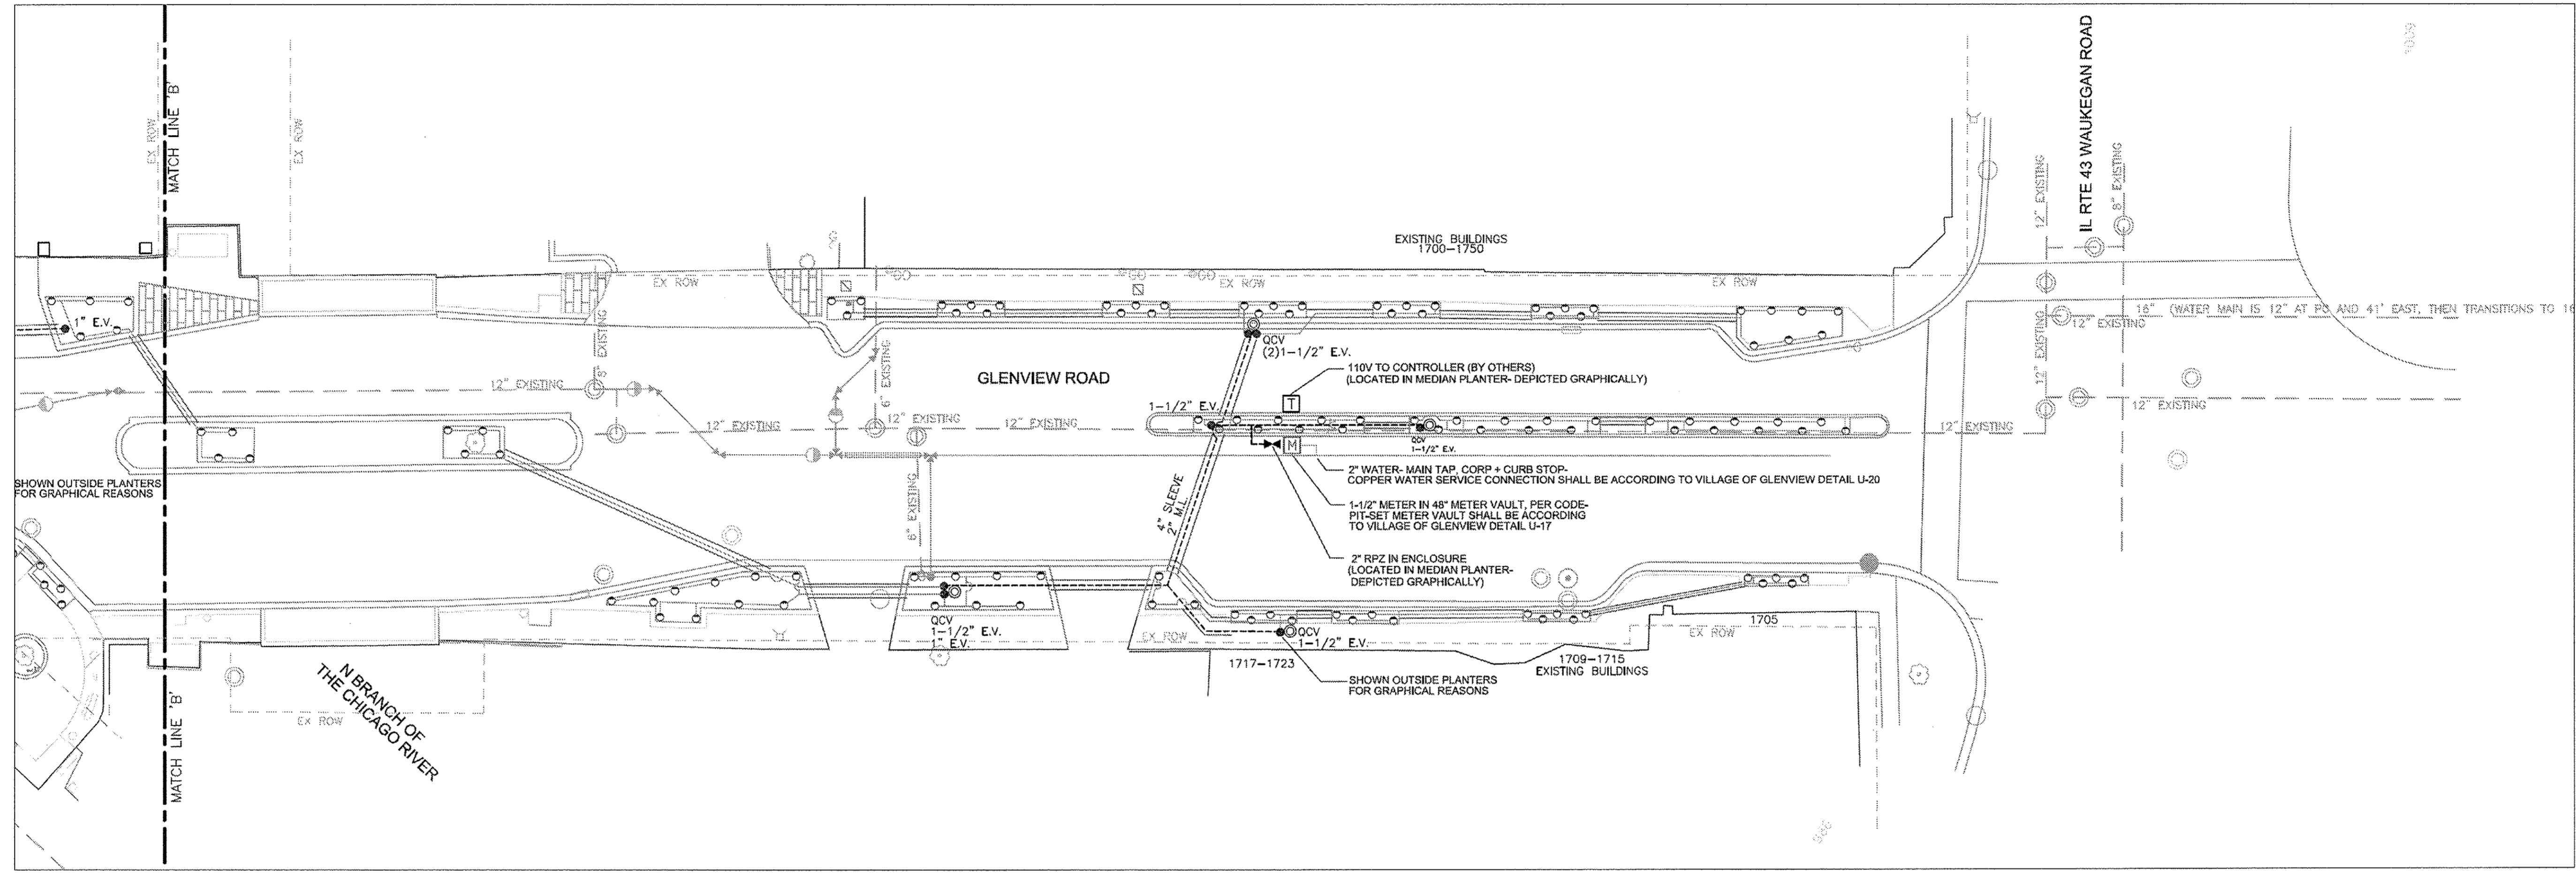 EX ROW
MATCH LINE 'B'
EX ROW
IL RTE 43 WAUKEGAN ROAD
12" EXISTING
8" EXISTING
EXISTING BUILDINGS
1700-1750
EX ROW
EX ROW
EX ROW
1" E.V.
8" EXISTING
6" EXISTING
QCV
(2)1-1/2" E.V.
16" (WATER MAIN IS 12" AT PS AND 41' EAST, THEN TRANSITIONS TO 16
12" EXISTING
12" EXISTING
GLENVIEW ROAD
110V TO CONTROLLER (BY OTHERS)
(LOCATED IN MEDIAN PLANTER- DEPICTED GRAPHICALLY)
T
12" EXISTING
1-1/2" E.V.
12" EXISTING
12" EXISTING
12" EXISTING
12" EXISTING
12" EXISTING
12" EXISTING
QCV
1-1/2" E.V.
M
SHOWN OUTSIDE PLANTERS
FOR GRAPHICAL REASONS
2" WATER- MAIN TAP, CORP + CURB STOP-
COPPER WATER SERVICE CONNECTION SHALL BE ACCORDING TO VILLAGE OF GLENVIEW DETAIL U-20
6" EXISTING
4" SLEEVE
2" M.L.
1-1/2" METER IN 48" METER VAULT, PER CODE-
PIT-SET METER VAULT SHALL BE ACCORDING
TO VILLAGE OF GLENVIEW DETAIL U-17
2" RPZ IN ENCLOSURE
(LOCATED IN MEDIAN PLANTER-
DEPICTED GRAPHICALLY)
QCV
1-1/2" E.V.
1" E.V.
EX ROW
QCV
1-1/2" E.V.
1705
EX ROW
1717-1723
1709-1715
EXISTING BUILDINGS
SHOWN OUTSIDE PLANTERS
FOR GRAPHICAL REASONS
N BRANCH OF
THE CHICAGO RIVER
EX ROW
MATCH LINE 'B'